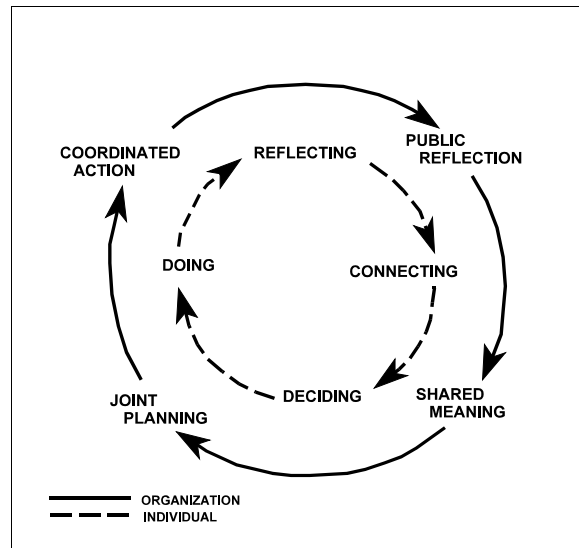 COORDINATED
ACTION
REFLECTING
PUBLIC
REFLECTION
DOING
CONNECTING
JOINT
PLANNING
DECIDING
SHARED
MEANING
ORGANIZATION
INDIVIDUAL